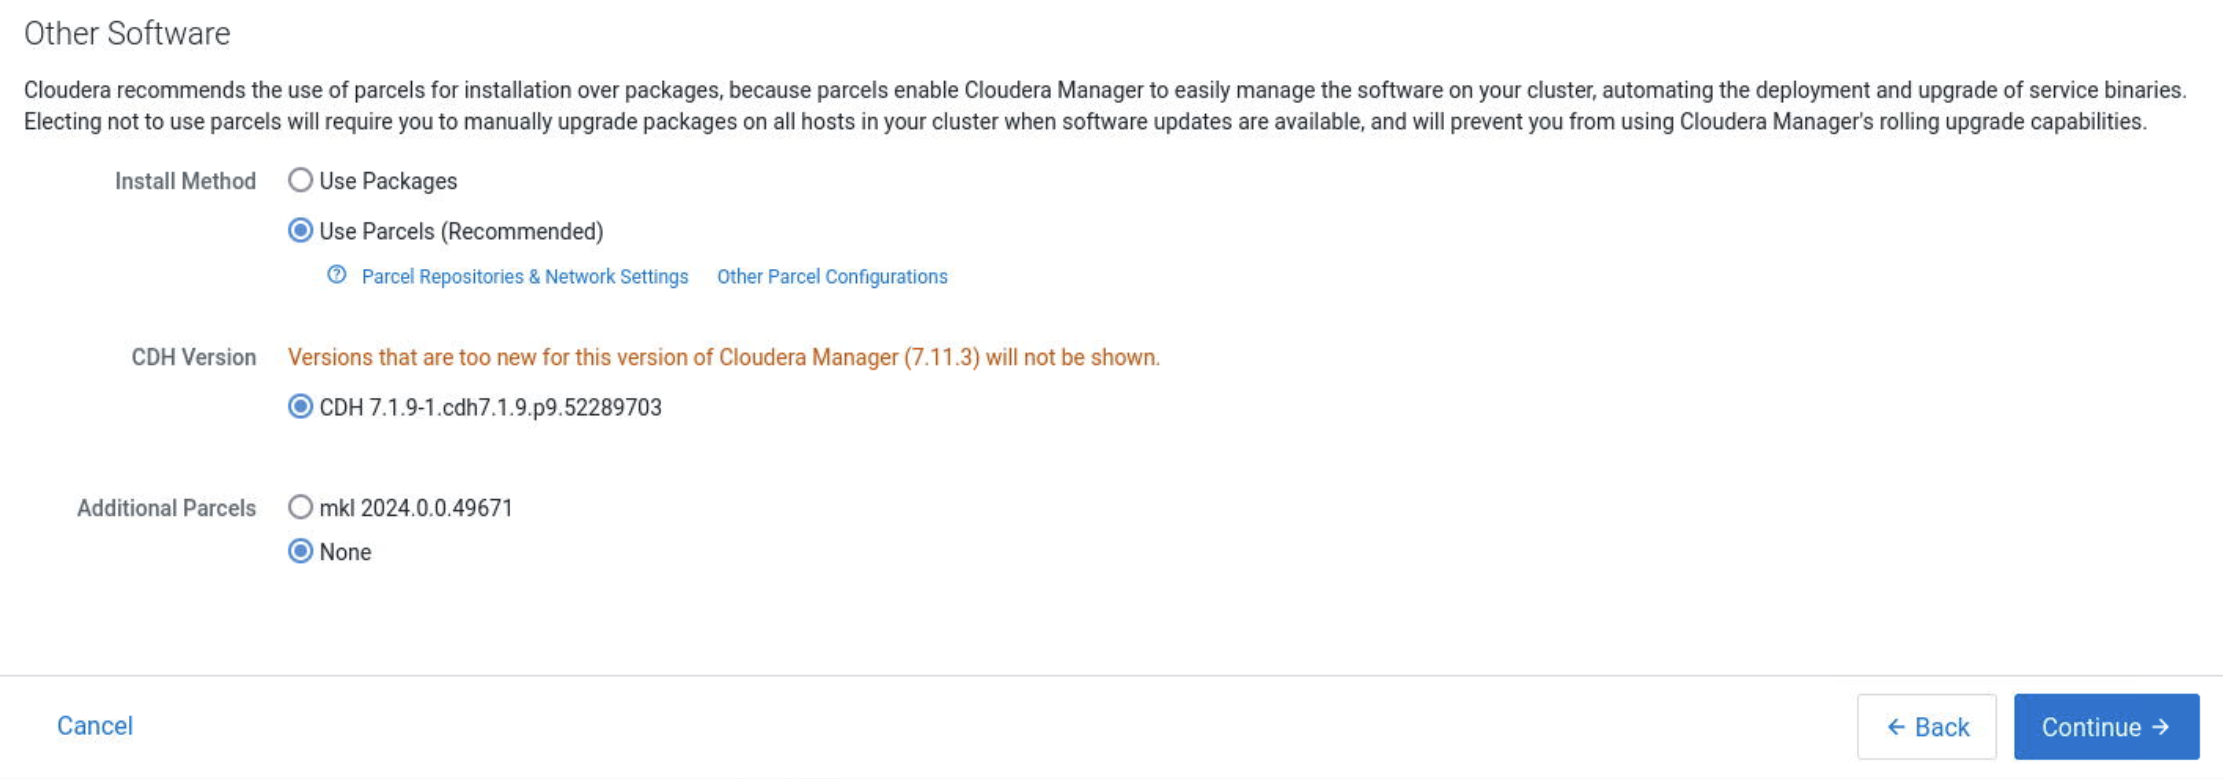 Other Software
Cloudera recommends the use of parcels for installation over packages, because parcels enable Cloudera Manager to easily manage the software on your cluster, automating the deployment and upgrade of service binaries.
Electing not to use parcels will require you to manually upgrade packages on all hosts in your cluster when software updates are available, and will prevent you from using Cloudera Manager's rolling upgrade capabilities.
Install Method Use Packages
Use Parcels (Recommended)
Parcel Repositories & Network Settings Other Parcel Configurations
CDH Version Versions that are too new for this version of Cloudera Manager (7.11.3) will not be shown.
CDH 7.1.9-1.cdh7.1.9.p9.52289703
Additional Parcels mkl 2024.0.0.49671
None
Cancel ← Back Continue →